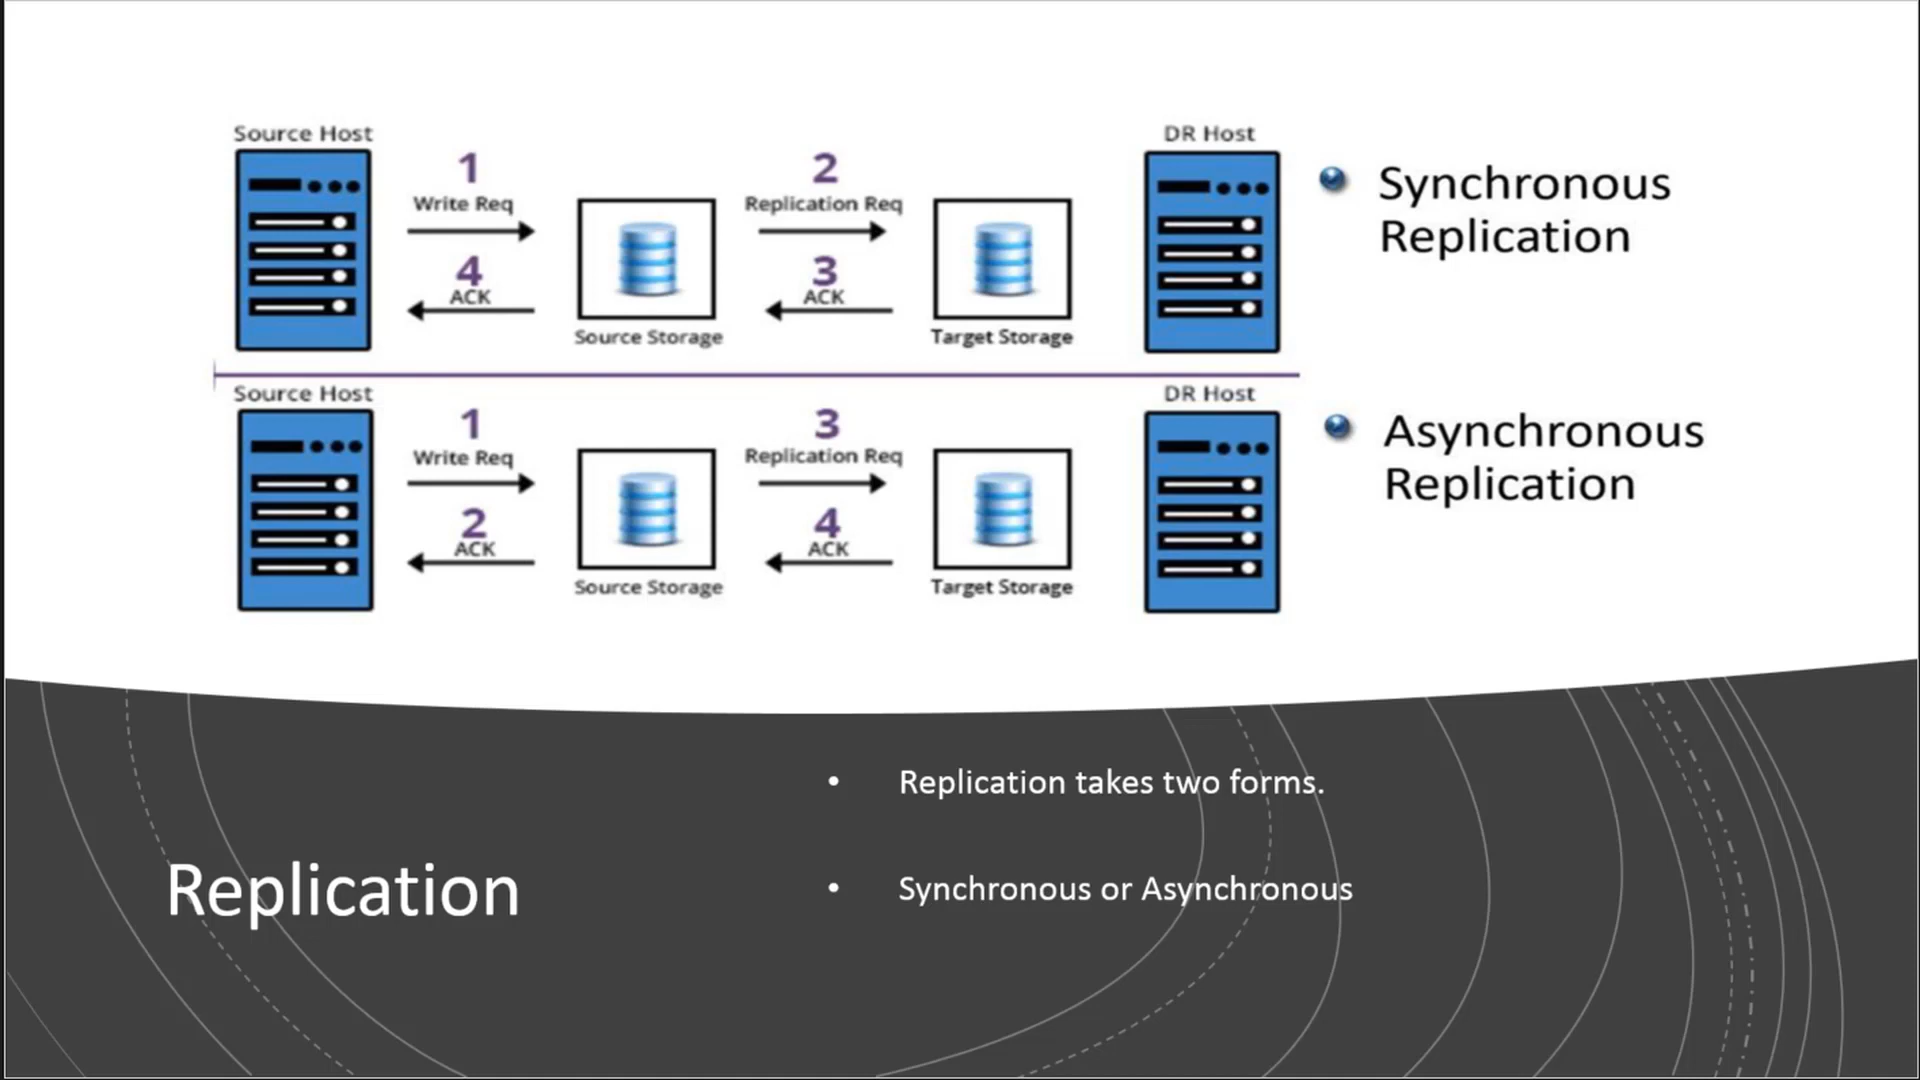 Source Host
DR Host
1
2
Write Req
Replication Req
4
3
ACK
ACK
Source Storage
Target Storage
Synchronous
Replication
Source Host
DR Host
1
3
Write Req
Replication Req
2
4
ACK
ACK
Source Storage
Target Storage
Asynchronous
Replication
Replication
• Replication takes two forms.
• Synchronous or Asynchronous